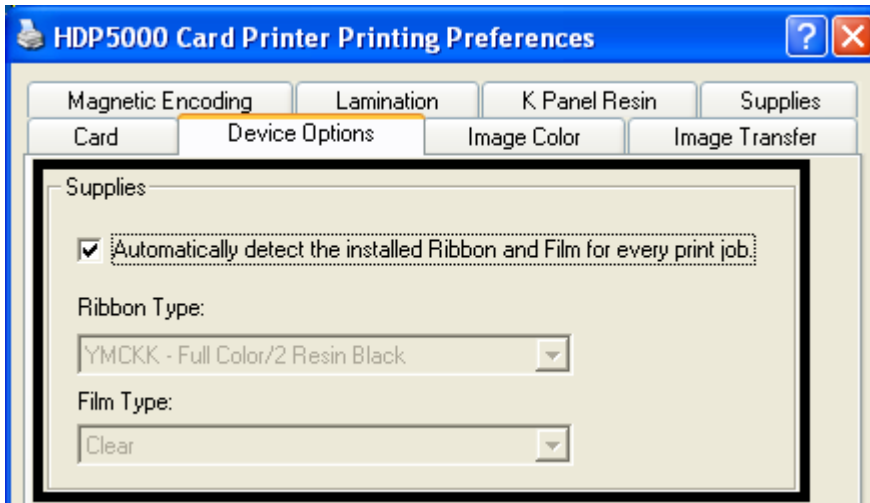 HDP5000 Card Printer Printing Preferences
Magnetic Encoding Lamination K Panel Resin Supplies
Card Device Options Image Color Image Transfer
Supplies
Automatically detect the installed Ribbon and Film for every print job.
Ribbon Type:
YMCKK - Full Color/2 Resin Black
Film Type:
Clear